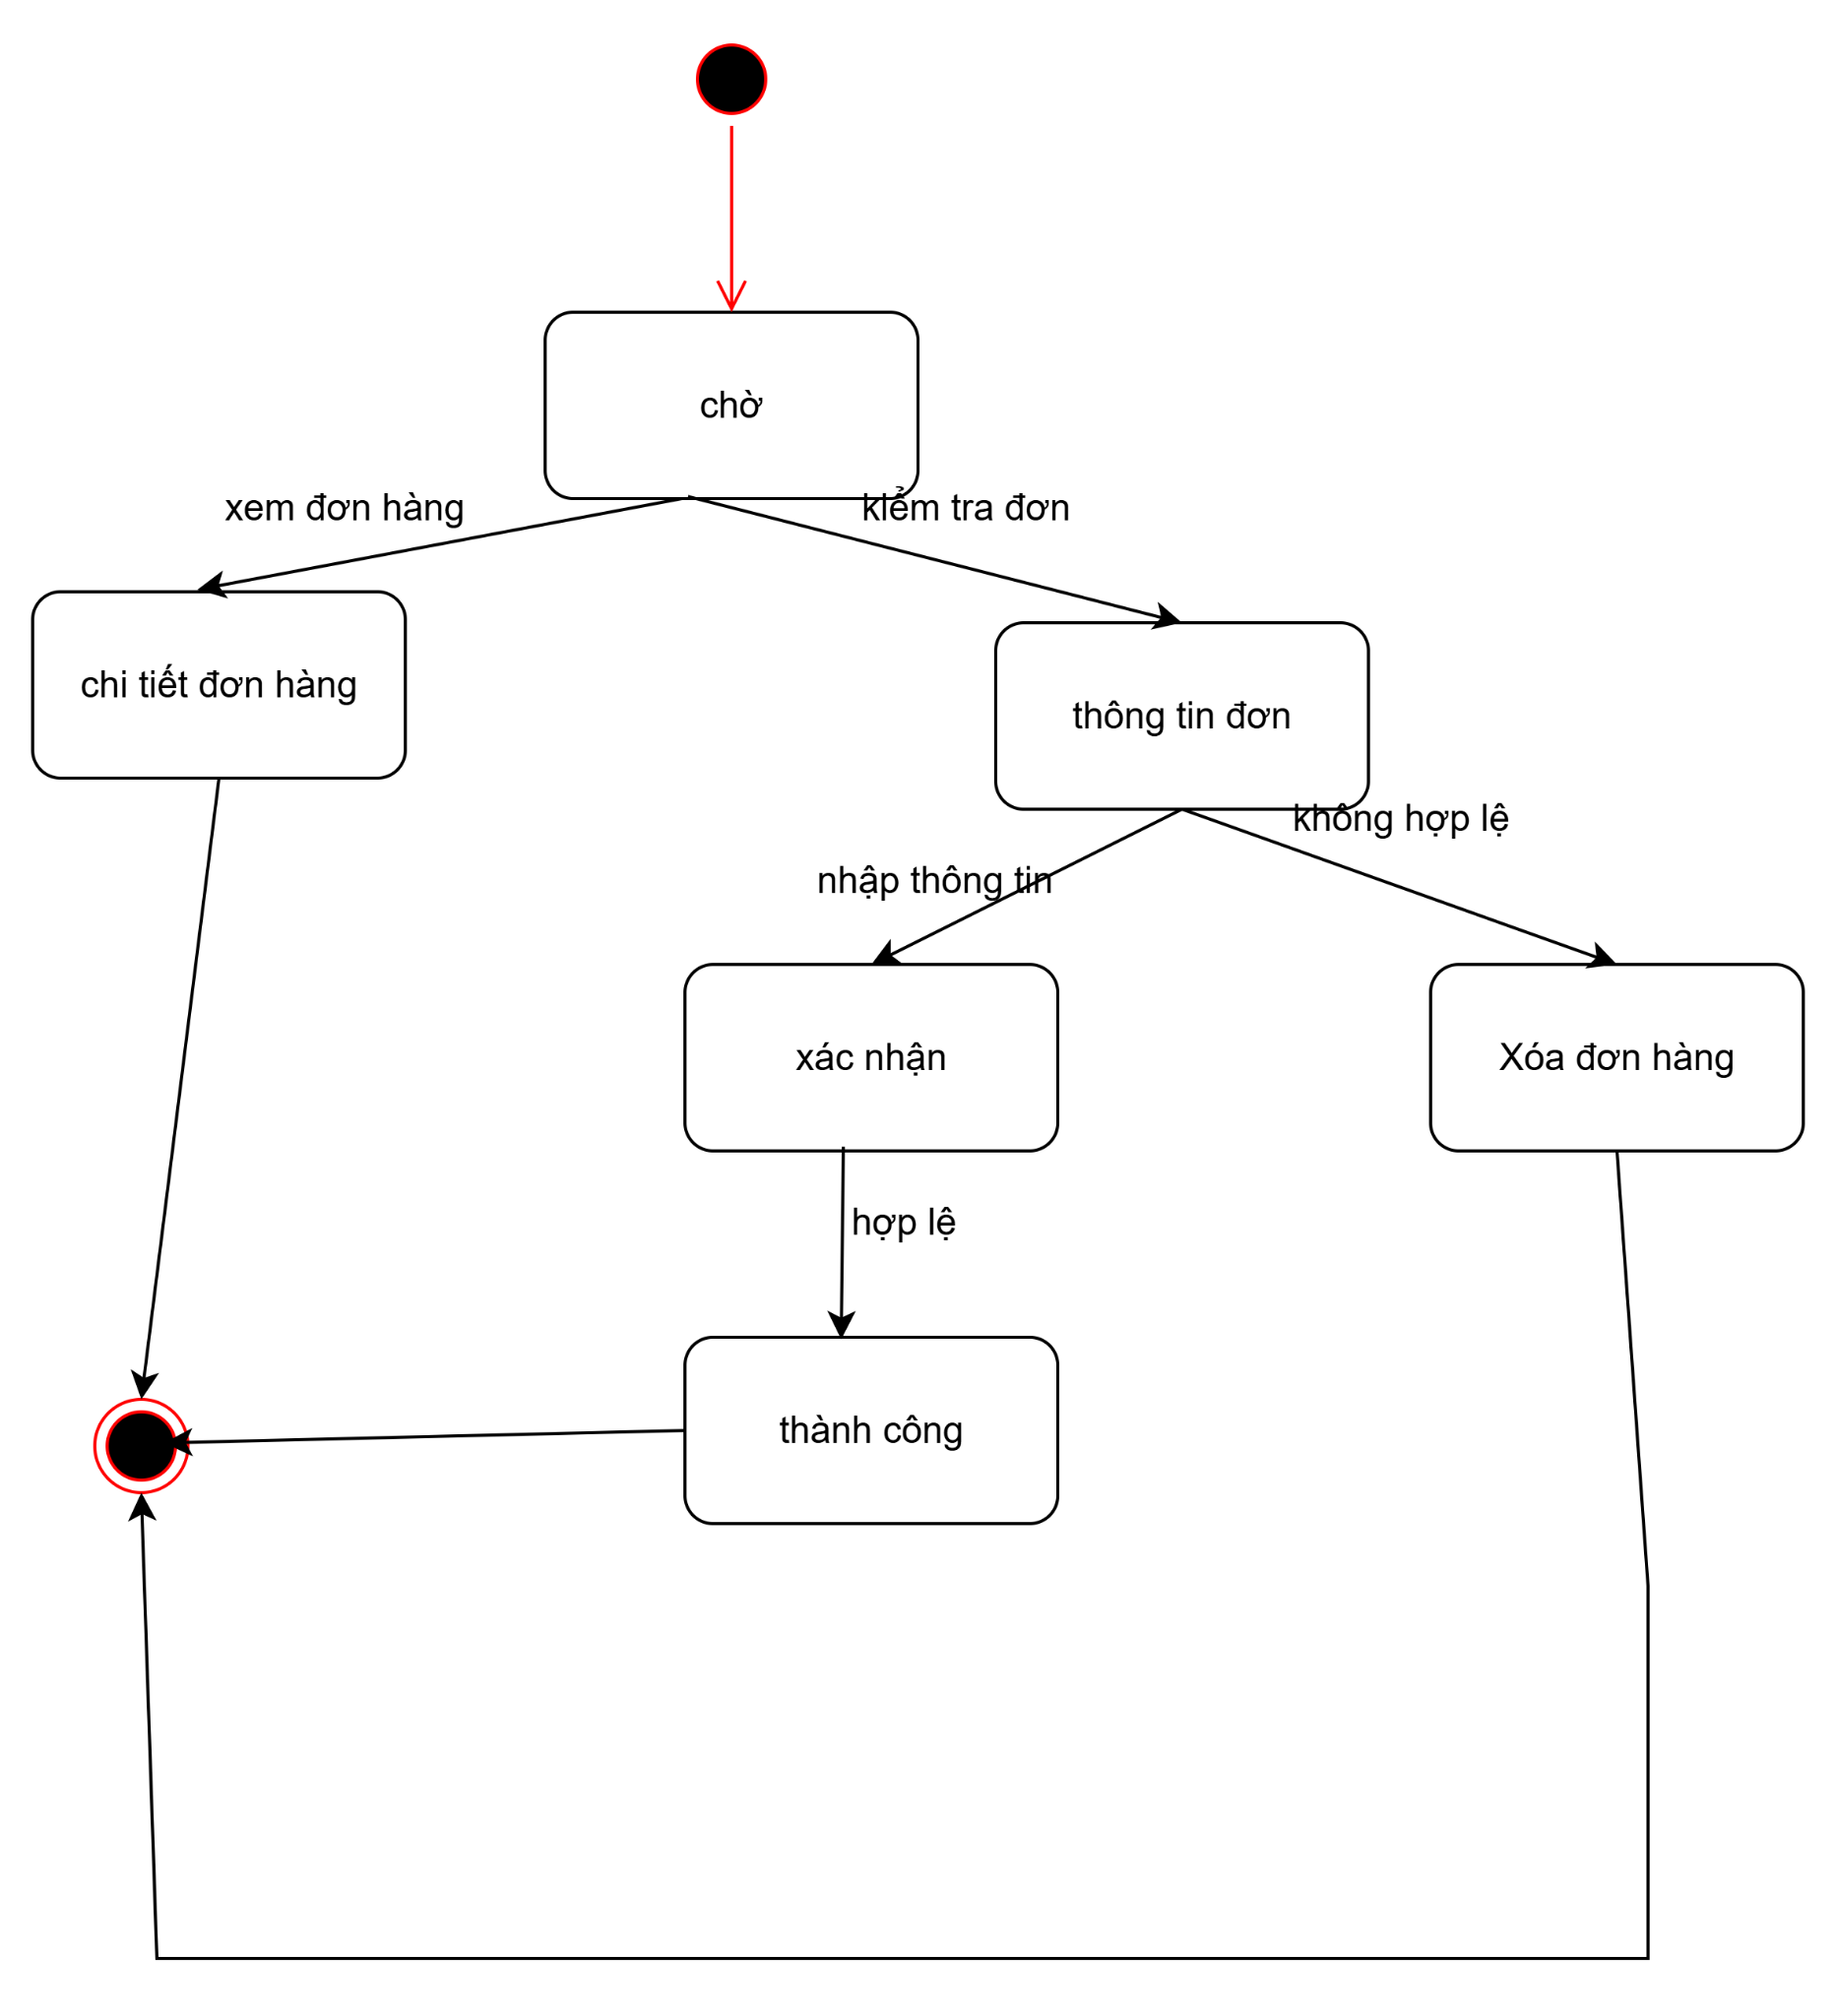 chờ
xem đơn hàng
kiểm tra đơn
chi tiết đơn hàng
thông tin đơn
không hợp lệ
nhập thông tin
xác nhận
Xóa đơn hàng
hợp lệ
thành công